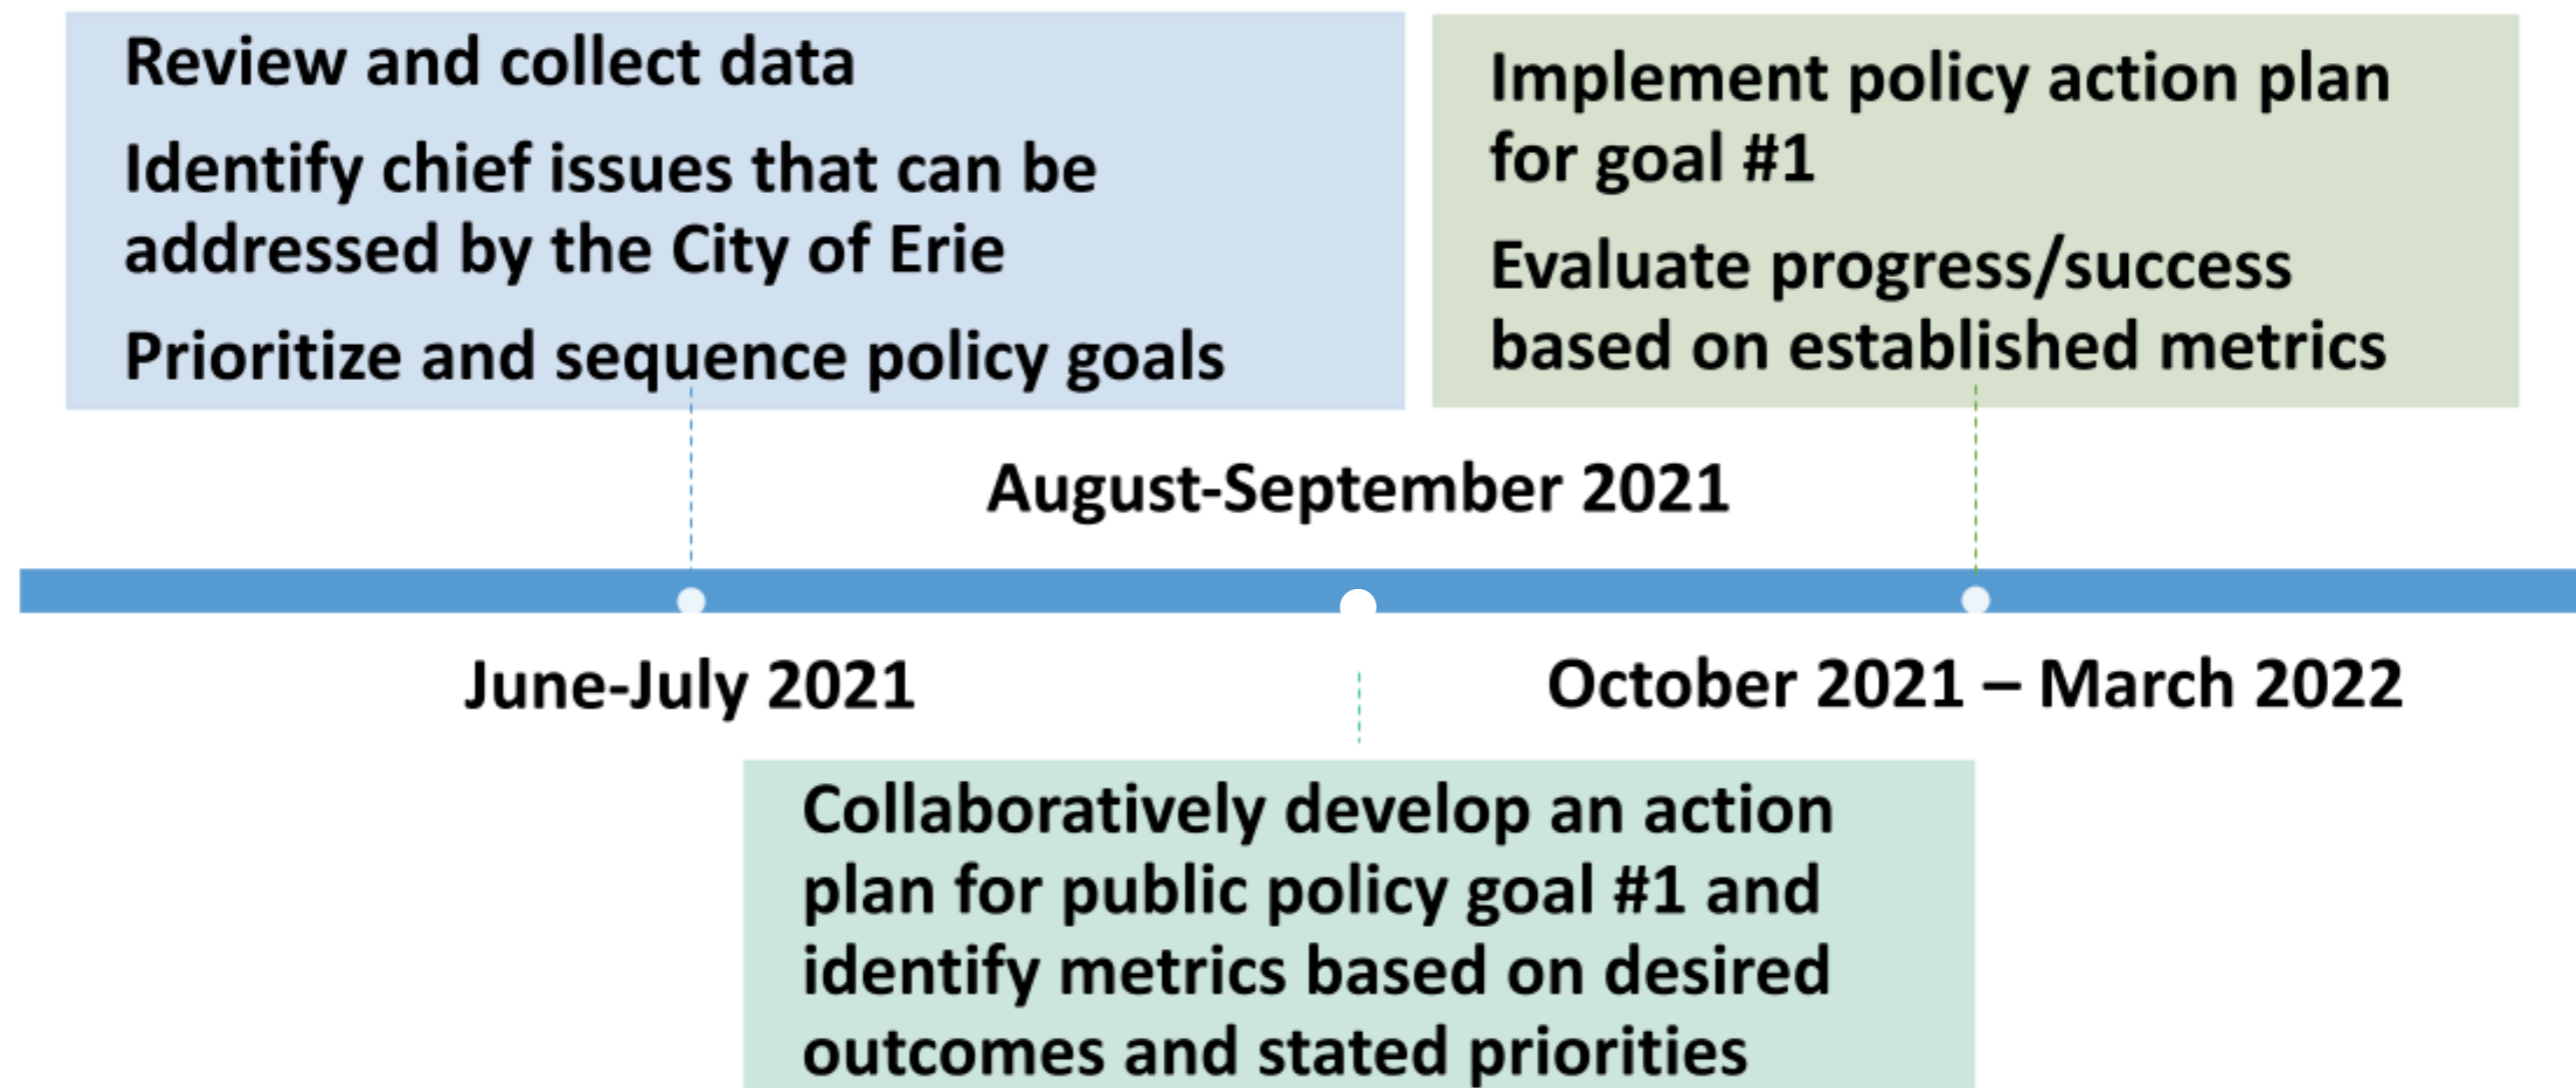 Review and collect data
Identify chief issues that can be
addressed by the City of Erie
Prioritize and sequence policy goals
Implement policy action plan
for goal #1
Evaluate progress/success
based on established metrics
August-September 2021
June-July 2021
October 2021 – March 2022
Collaboratively develop an action
plan for public policy goal #1 and
identify metrics based on desired
outcomes and stated priorities